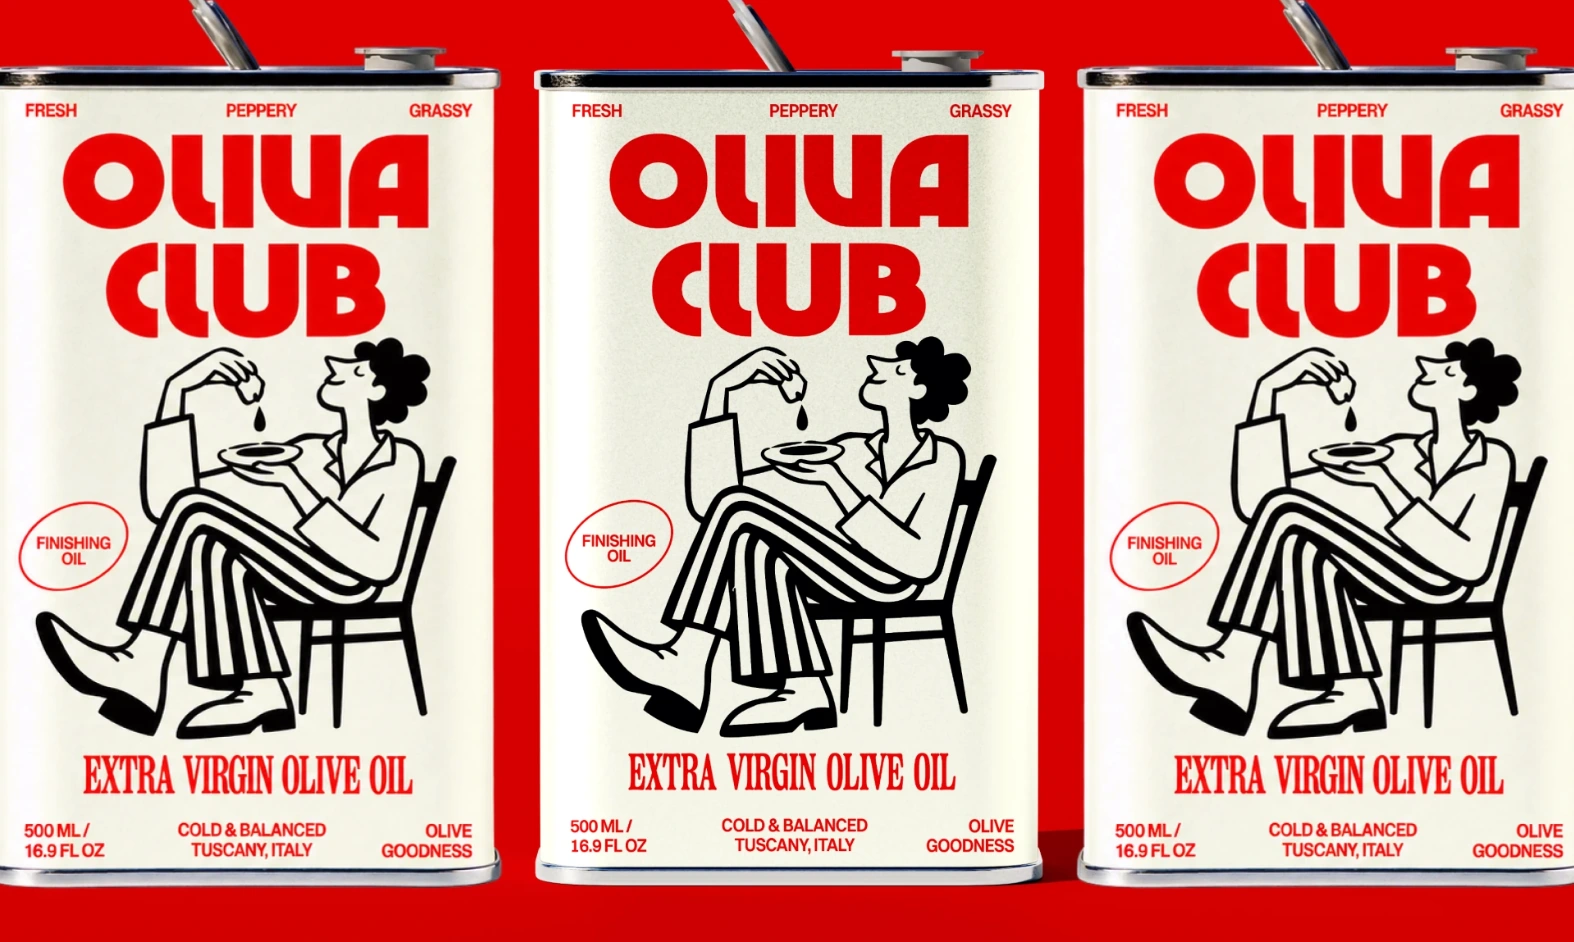 FRESH PEPPERY GRASSY
OLIVA
CLUB
FINISHING
OIL
EXTRA VIRGIN OLIVE OIL
500 ML / COLD & BALANCED OLIVE
16.9 FL OZ TUSCANY, ITALY GOODNESS
FRESH PEPPERY GRASSY
OLIVA
CLUB
FINISHING
OIL
EXTRA VIRGIN OLIVE OIL
500 ML / COLD & BALANCED OLIVE
16.9 FL OZ TUSCANY, ITALY GOODNESS
FRESH PEPPERY GRASSY
OLIVA
CLUB
FINISHING
OIL
EXTRA VIRGIN OLIVE OIL
500 ML / COLD & BALANCED OLIVE
16.9 FL OZ TUSCANY, ITALY GOODNESS